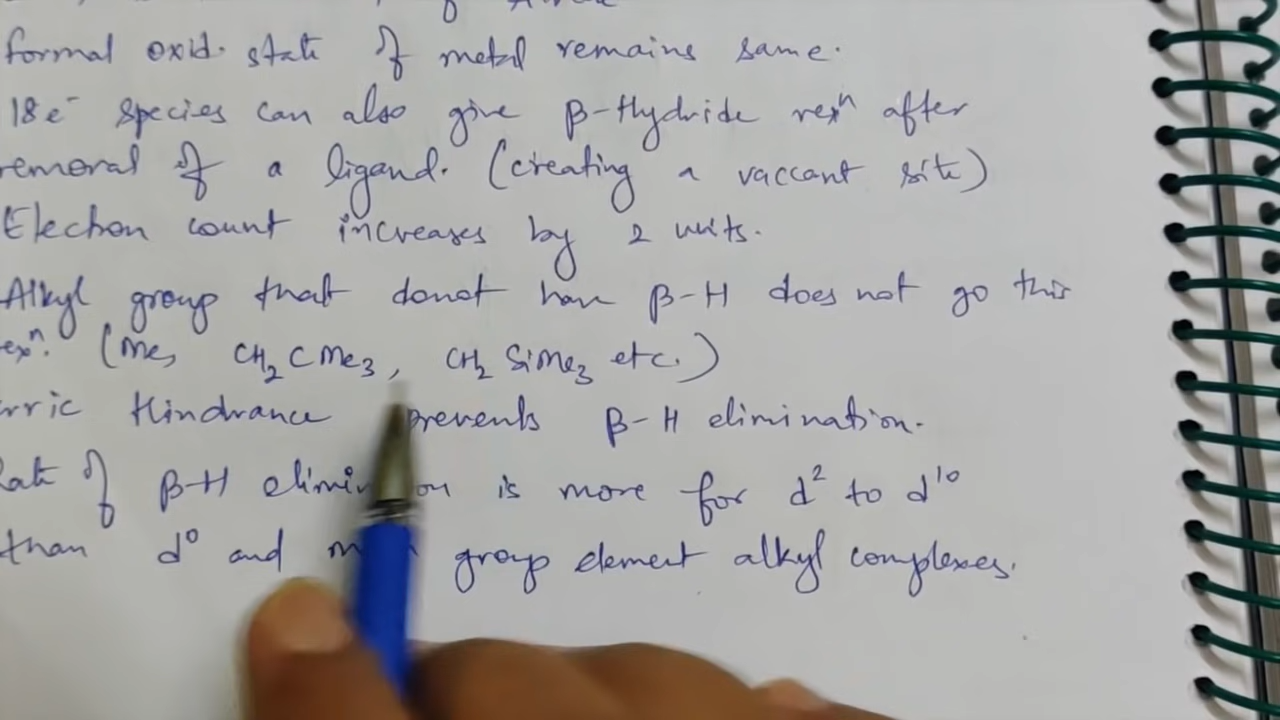 formal oxid. state of metal remains same.
18e⁻ species can also give β-Hydride rexⁿ after
removal of a ligand. (creating a vaccant site)
Electron count increases by 2 units.
Alkyl group that donot have β-H does not go this
rexⁿ. (Me, CH₂CMe₃, CH₂SiMe₃ etc.)
Hindrance prevents β-H elimination.
Rate of β-H elimination is more for d² to d¹⁰
than d⁰ and group element alkyl complexes.